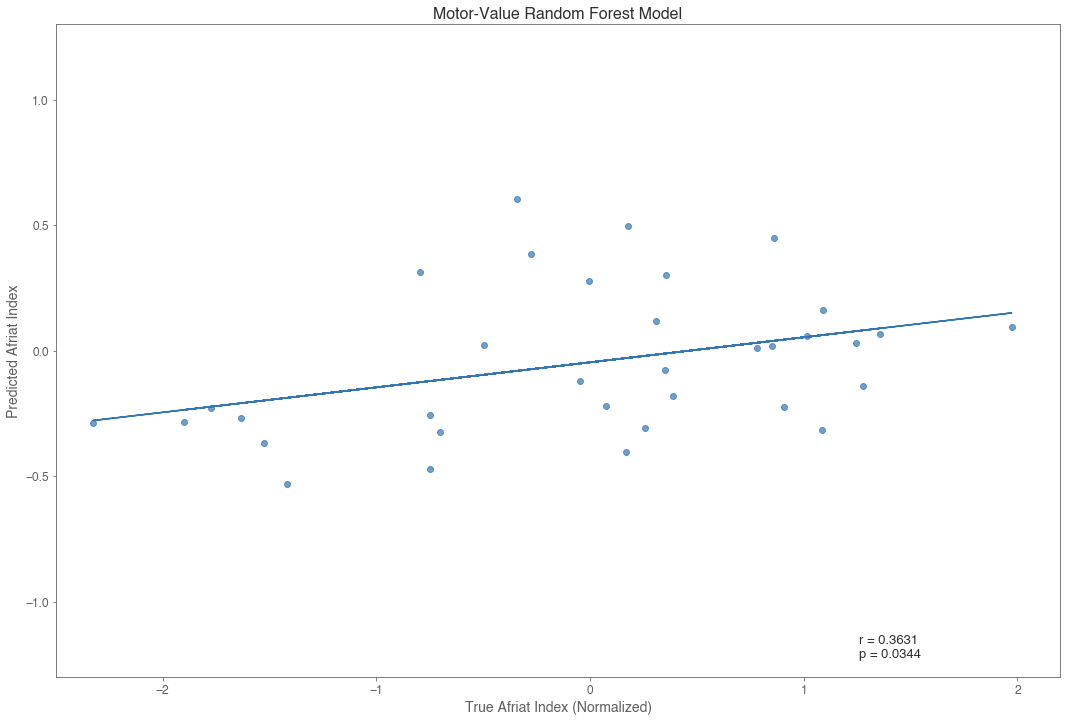 Motor-Value Random Forest Model
Predicted Afriat Index
1.0
0.5
0.0
−0.5
−1.0
r = 0.3631
p = 0.0344
−2
−1
0
1
2
True Afriat Index (Normalized)